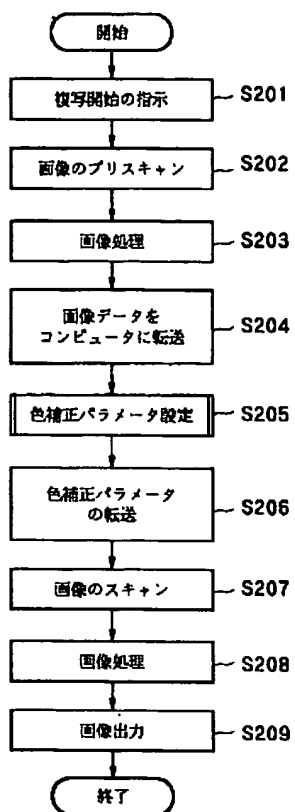 開始
複写開始の指示
S201
画像のプリスキャン
S202
画像処理
S203
画像データを
コンピュータに転送
S204
色補正パラメータ設定
S205
色補正パラメータ
の転送
S206
画像のスキャン
S207
画像処理
S208
画像出力
S209
終了